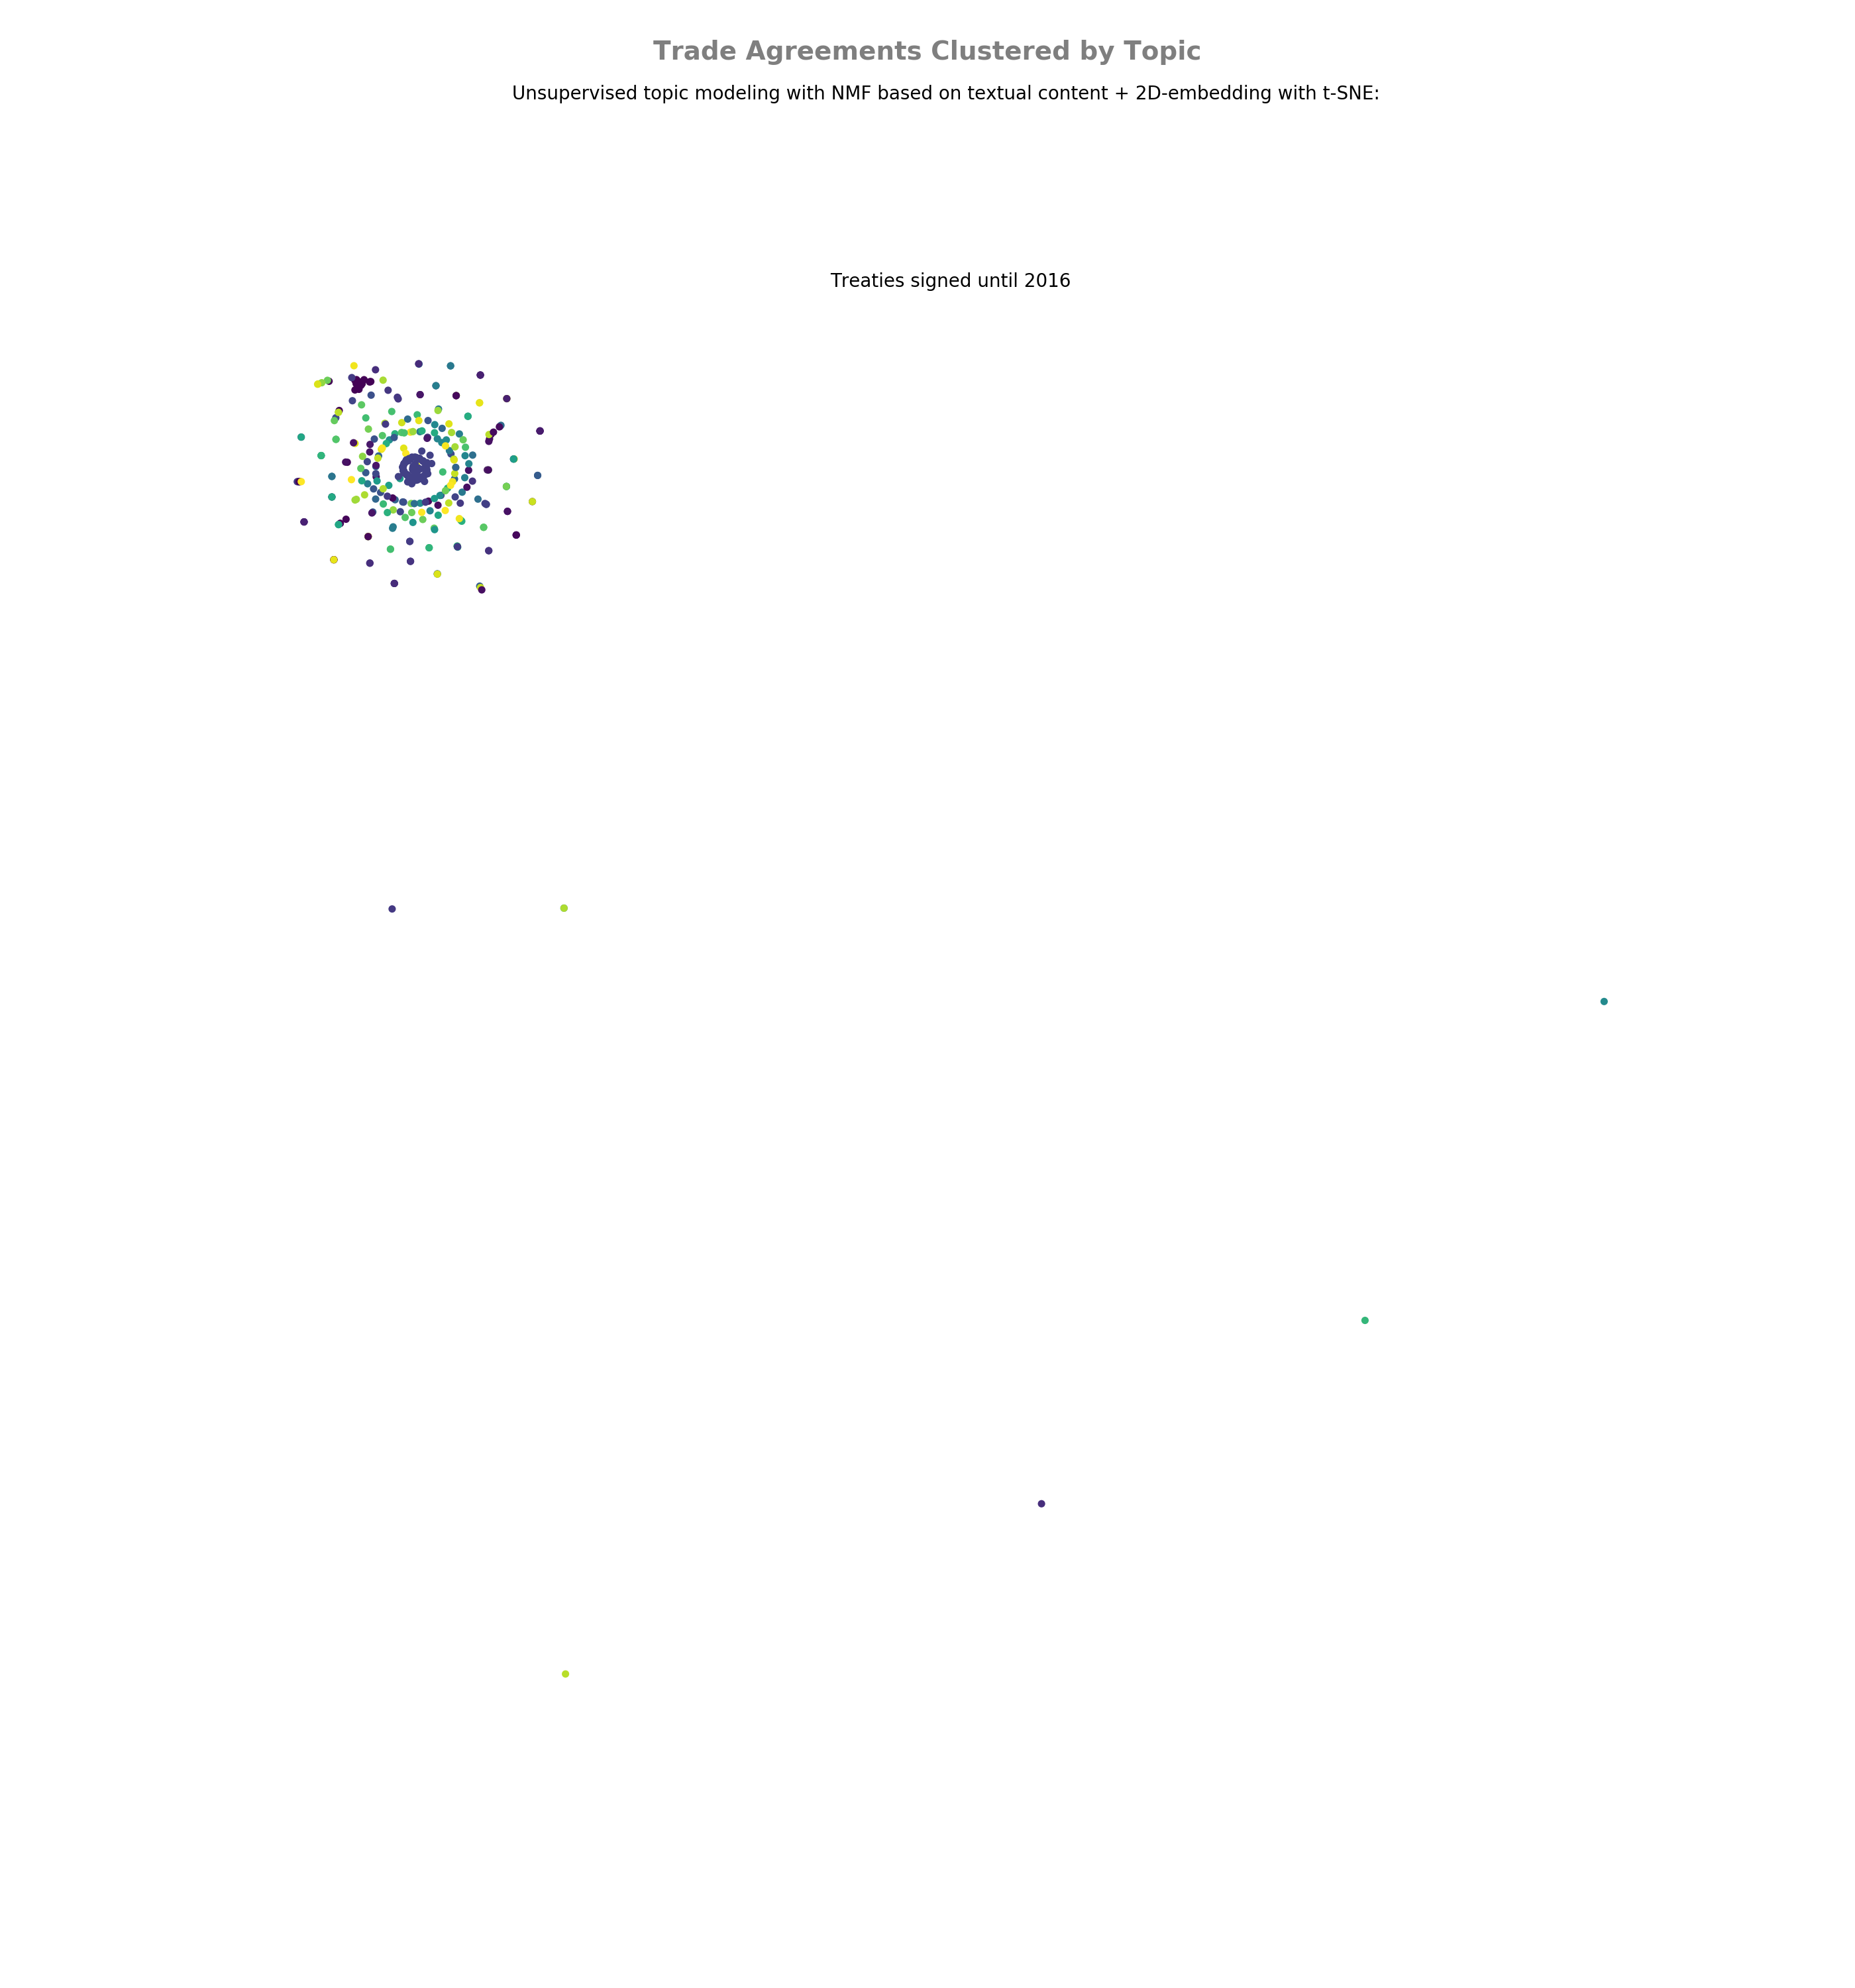 Trade Agreements Clustered by Topic
Unsupervised topic modeling with NMF based on textual content + 2D-embedding with t-SNE:
Treaties signed until 2016